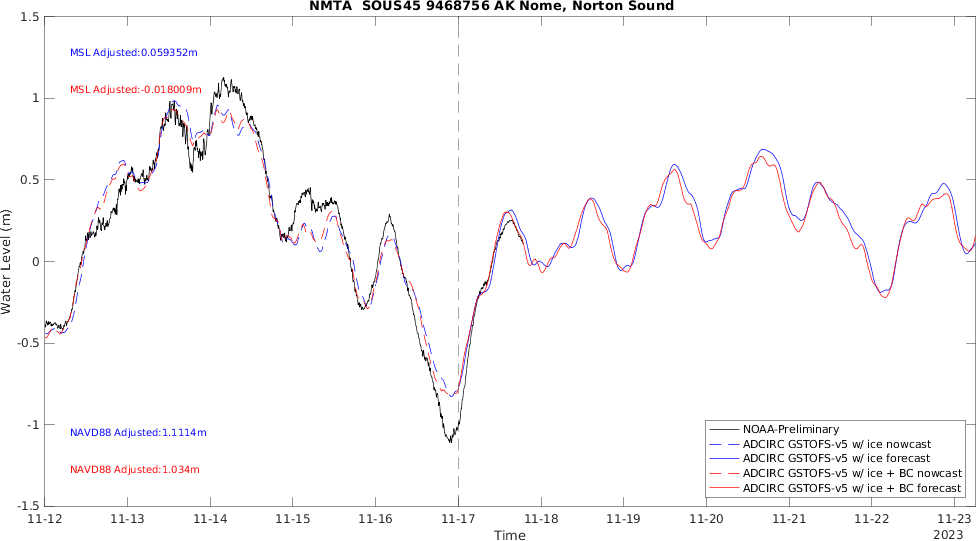 NMTA SOUS45 9468756 AK Nome, Norton Sound
1.5
1
0.5
0
-0.5
-1
-1.5
Water Level (m)
MSL Adjusted:0.059352m
MSL Adjusted:-0.018009m
NAVD88 Adjusted:1.1114m
NAVD88 Adjusted:1.034m
NOAA-Preliminary
ADCIRC GSTOFS-v5 w/ ice nowcast
ADCIRC GSTOFS-v5 w/ ice forecast
ADCIRC GSTOFS-v5 w/ ice + BC nowcast
ADCIRC GSTOFS-v5 w/ ice + BC forecast
11-12 11-13 11-14 11-15 11-16 11-17 11-18 11-19 11-20 11-21 11-22 11-23
Time
2023